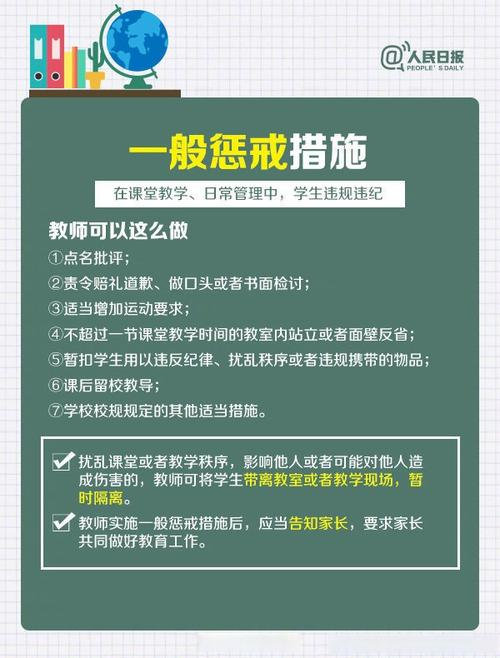 @人民日报
PEOPLE'S DAILY
一般惩戒措施
在课堂教学、日常管理中，学生违规违纪
教师可以这么做
①点名批评；
②责令赔礼道歉、做口头或者书面检讨；
③适当增加运动要求；
④不超过一节课堂教学时间的教室内站立或者面壁反省；
⑤暂扣学生用以违反纪律、扰乱秩序或者违规携带的物品；
⑥课后留校教导；
⑦学校校规规定的其他适当措施。
扰乱课堂或者教学秩序，影响他人或者可能对他人造
成伤害的，教师可将学生带离教室或者教学现场，暂
时隔离。
教师实施一般惩戒措施后，应当告知家长，要求家长
共同做好教育工作。